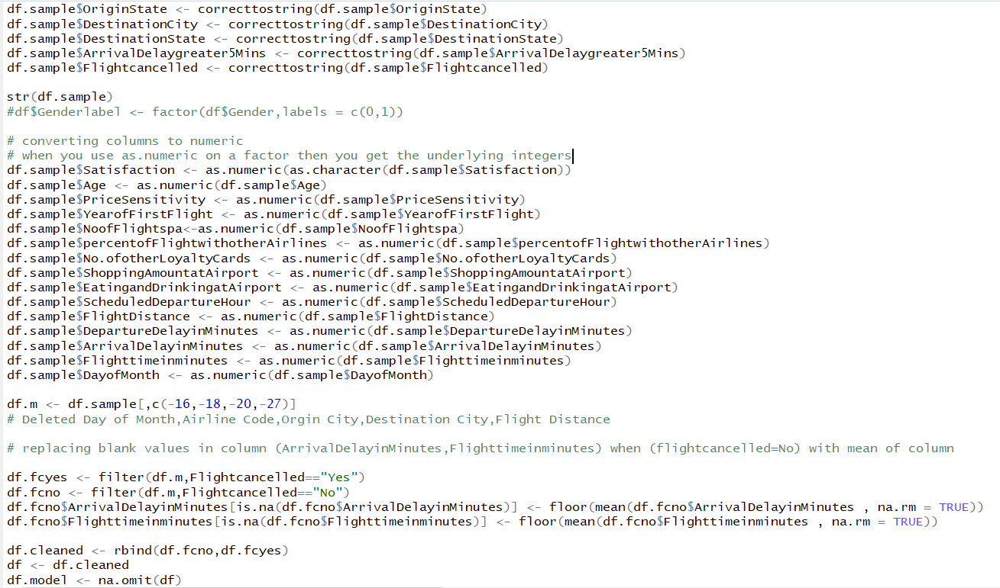 df.sample$OriginState <- correcttostring(df.sample$OriginState)
df.sample$DestinationCity <- correcttostring(df.sample$DestinationCity)
df.sample$DestinationState <- correcttostring(df.sample$DestinationState)
df.sample$ArrivalDelaygreater5Mins <- correcttostring(df.sample$ArrivalDelaygreater5Mins)
df.sample$Flightcancelled <- correcttostring(df.sample$Flightcancelled)
str(df.sample)
#df$Genderlabel <- factor(df$Gender,labels = c(0,1))
# converting columns to numeric
# when you use as.numeric on a factor then you get the underlying integers
df.sample$Satisfaction <- as.numeric(as.character(df.sample$Satisfaction))
df.sample$Age <- as.numeric(df.sample$Age)
df.sample$PriceSensitivity <- as.numeric(df.sample$PriceSensitivity)
df.sample$YearofFirstFlight <- as.numeric(df.sample$YearofFirstFlight)
df.sample$NoofFlightspa<-as.numeric(df.sample$NoofFlightspa)
df.sample$percentofFlightwithotherAirlines <- as.numeric(df.sample$percentofFlightwithotherAirlines)
df.sample$No.ofotherLoyaltyCards <- as.numeric(df.sample$No.ofotherLoyaltyCards)
df.sample$ShoppingAmountatAirport <- as.numeric(df.sample$ShoppingAmountatAirport)
df.sample$EatingandDrinkingatAirport <- as.numeric(df.sample$EatingandDrinkingatAirport)
df.sample$ScheduledDepartureHour <- as.numeric(df.sample$ScheduledDepartureHour)
df.sample$FlightDistance <- as.numeric(df.sample$FlightDistance)
df.sample$DepartureDelayinMinutes <- as.numeric(df.sample$DepartureDelayinMinutes)
df.sample$ArrivalDelayinMinutes <- as.numeric(df.sample$ArrivalDelayinMinutes)
df.sample$Flighttimeinminutes <- as.numeric(df.sample$Flighttimeinminutes)
df.sample$DayofMonth <- as.numeric(df.sample$DayofMonth)
df.m <- df.sample[,c(-16,-18,-20,-27)]
# Deleted Day of Month,Airline Code,Orgin City,Destination City,Flight Distance
# replacing blank values in column (ArrivalDelayinMinutes,Flighttimeinminutes) when (flightcancelled=No) with mean of column
df.fcyes <- filter(df.m,Flightcancelled=="Yes")
df.fcno <- filter(df.m,Flightcancelled=="No")
df.fcno$ArrivalDelayinMinutes[is.na(df.fcno$ArrivalDelayinMinutes)] <- floor(mean(df.fcno$ArrivalDelayinMinutes , na.rm = TRUE))
df.fcno$Flighttimeinminutes[is.na(df.fcno$Flighttimeinminutes)] <- floor(mean(df.fcno$Flighttimeinminutes , na.rm = TRUE))
df.cleaned <- rbind(df.fcno,df.fcyes)
df <- df.cleaned
df.model <- na.omit(df)